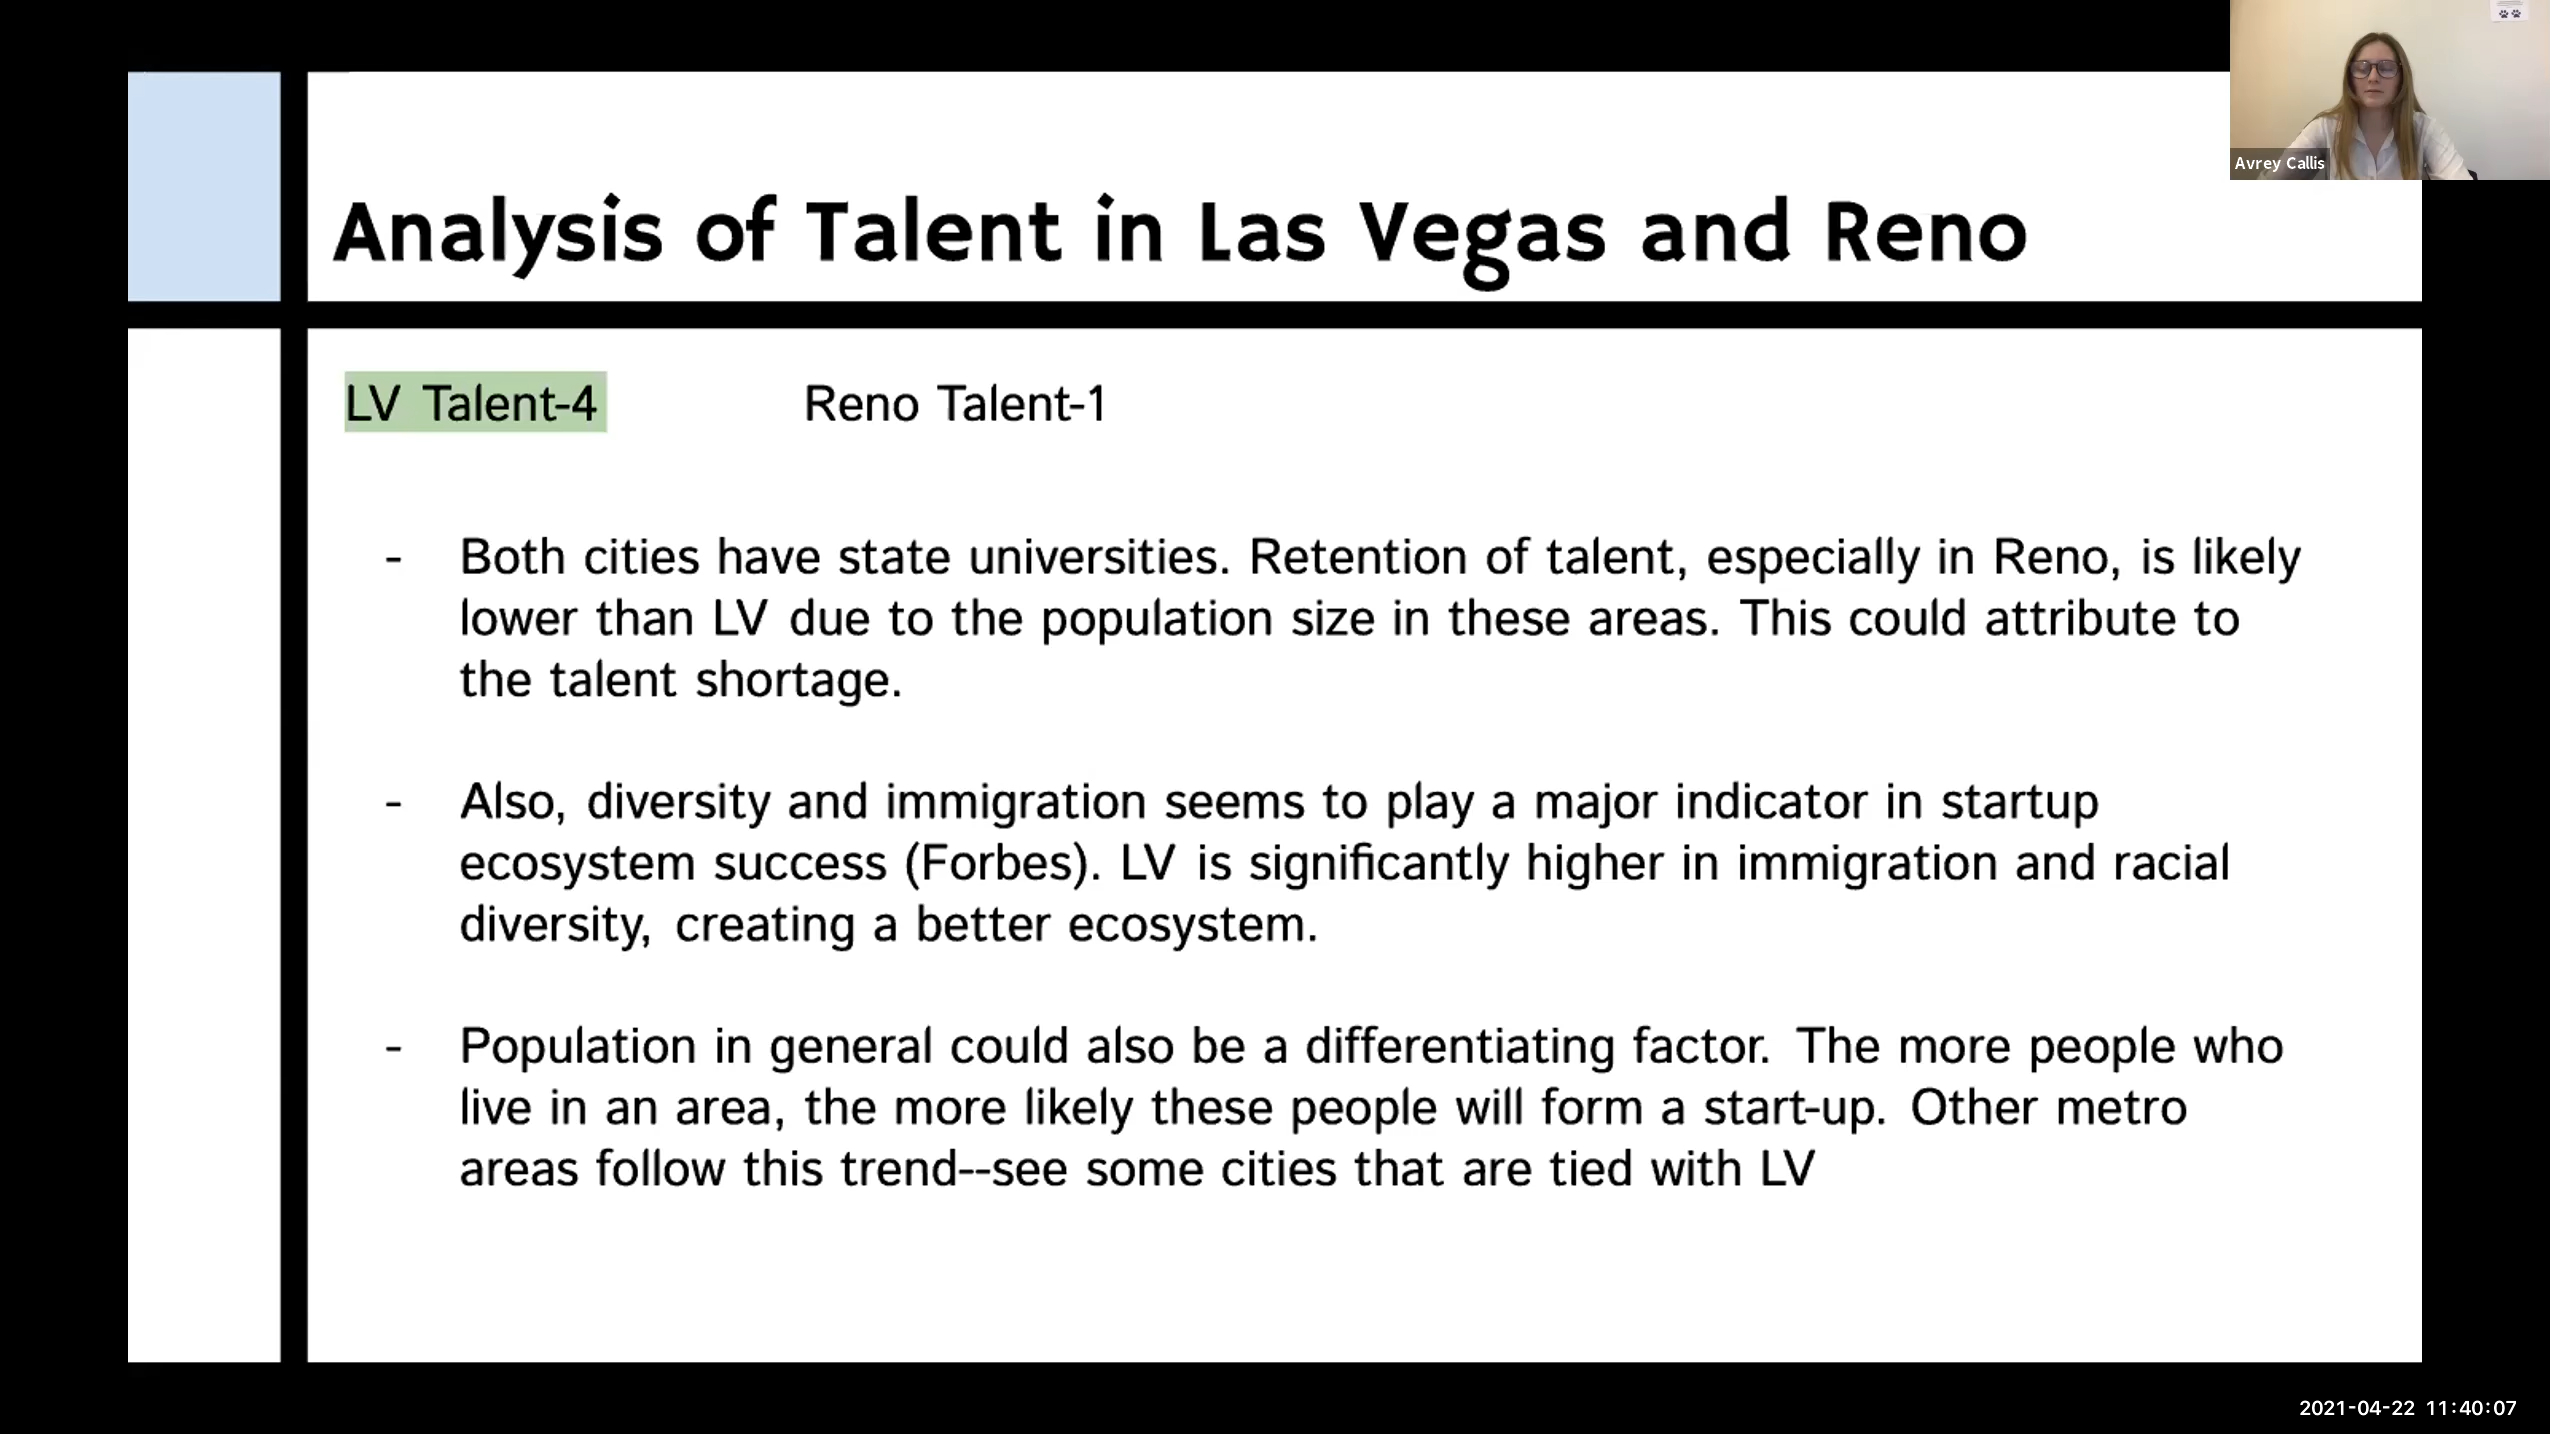 Avrey Callis
Analysis of Talent in Las Vegas and Reno
LV Talent-4 Reno Talent-1
- Both cities have state universities. Retention of talent, especially in Reno, is likely
lower than LV due to the population size in these areas. This could attribute to
the talent shortage.
- Also, diversity and immigration seems to play a major indicator in startup
ecosystem success (Forbes). LV is significantly higher in immigration and racial
diversity, creating a better ecosystem.
- Population in general could also be a differentiating factor. The more people who
live in an area, the more likely these people will form a start-up. Other metro
areas follow this trend--see some cities that are tied with LV
2021-04-22 11:40:07